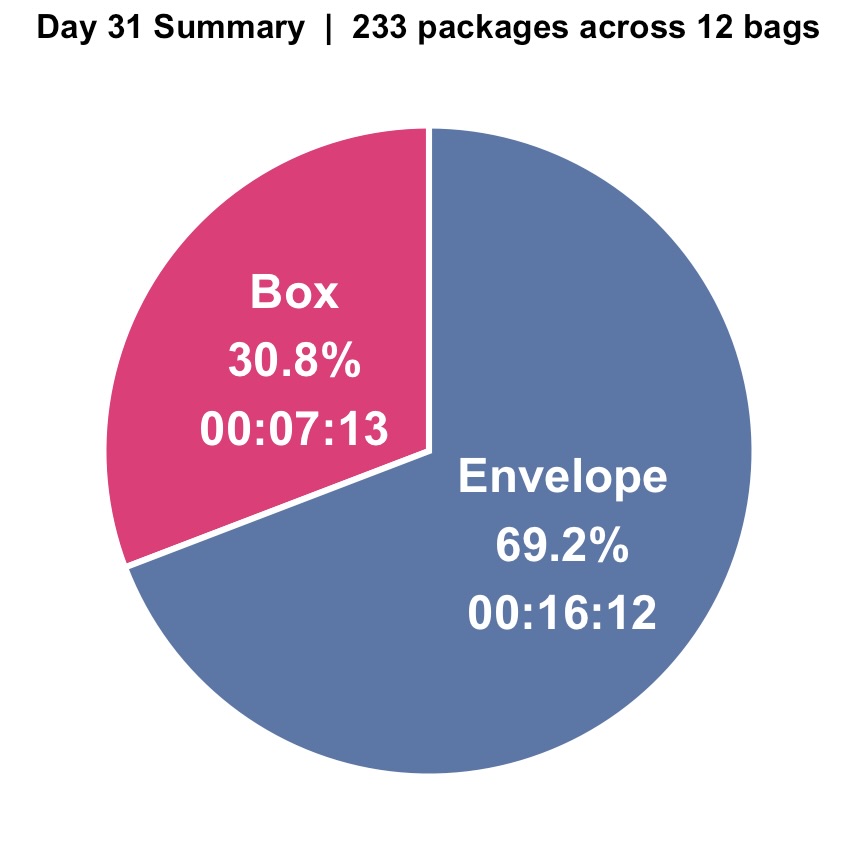 Day 31 Summary | 233 packages across 12 bags
Box
30.8%
00:07:13
Envelope
69.2%
00:16:12